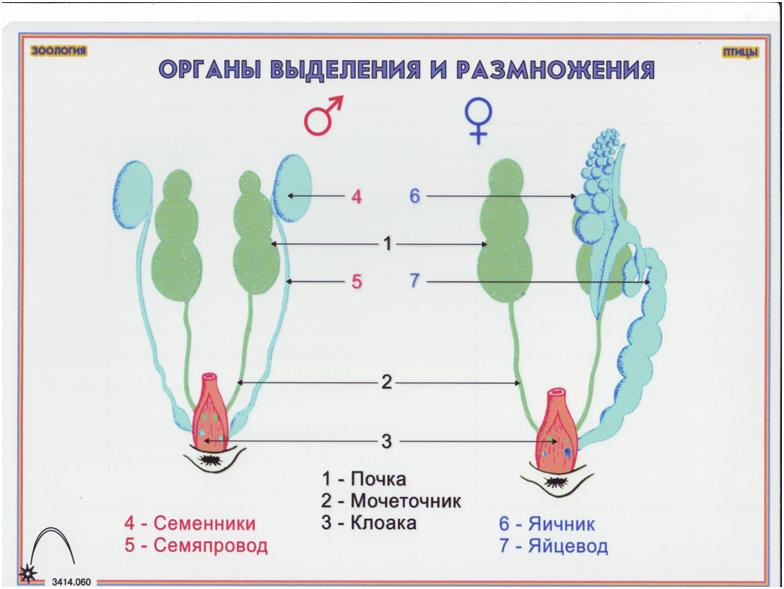 ЗООЛОГИЯ
ПТИЦЫ
ОРГАНЫ ВЫДЕЛЕНИЯ И РАЗМНОЖЕНИЯ
4
6
1
5
7
2
3
1 - Почка
2 - Мочеточник
3 - Клоака
4 - Семенники
5 - Семяпровод
6 - Яичник
7 - Яйцевод
3414.060